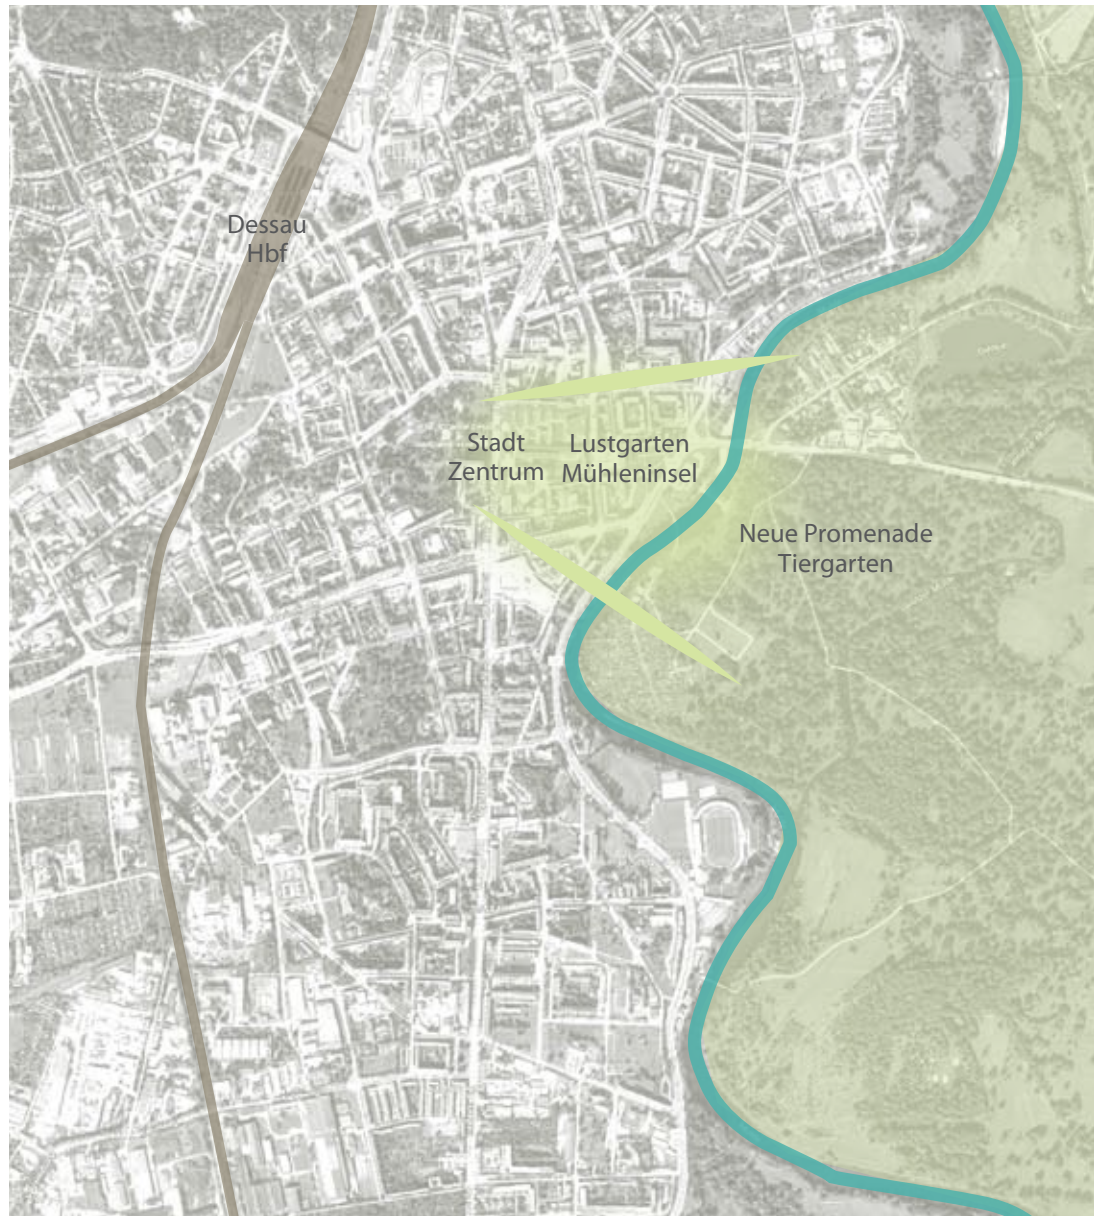 Dessau
Hbf
Stadt
Zentrum
Lustgarten
Mühleninsel
Neue Promenade
Tiergarten